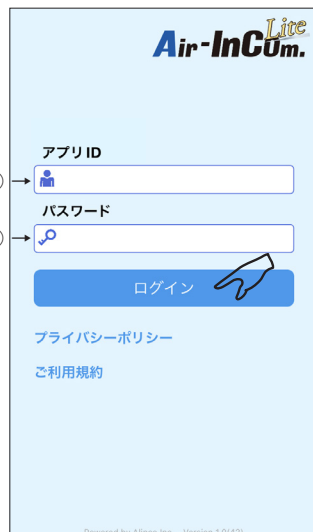 Air-InCom.
Lite
アプリID
パスワード
ログイン
プライバシーポリシー
ご利用規約